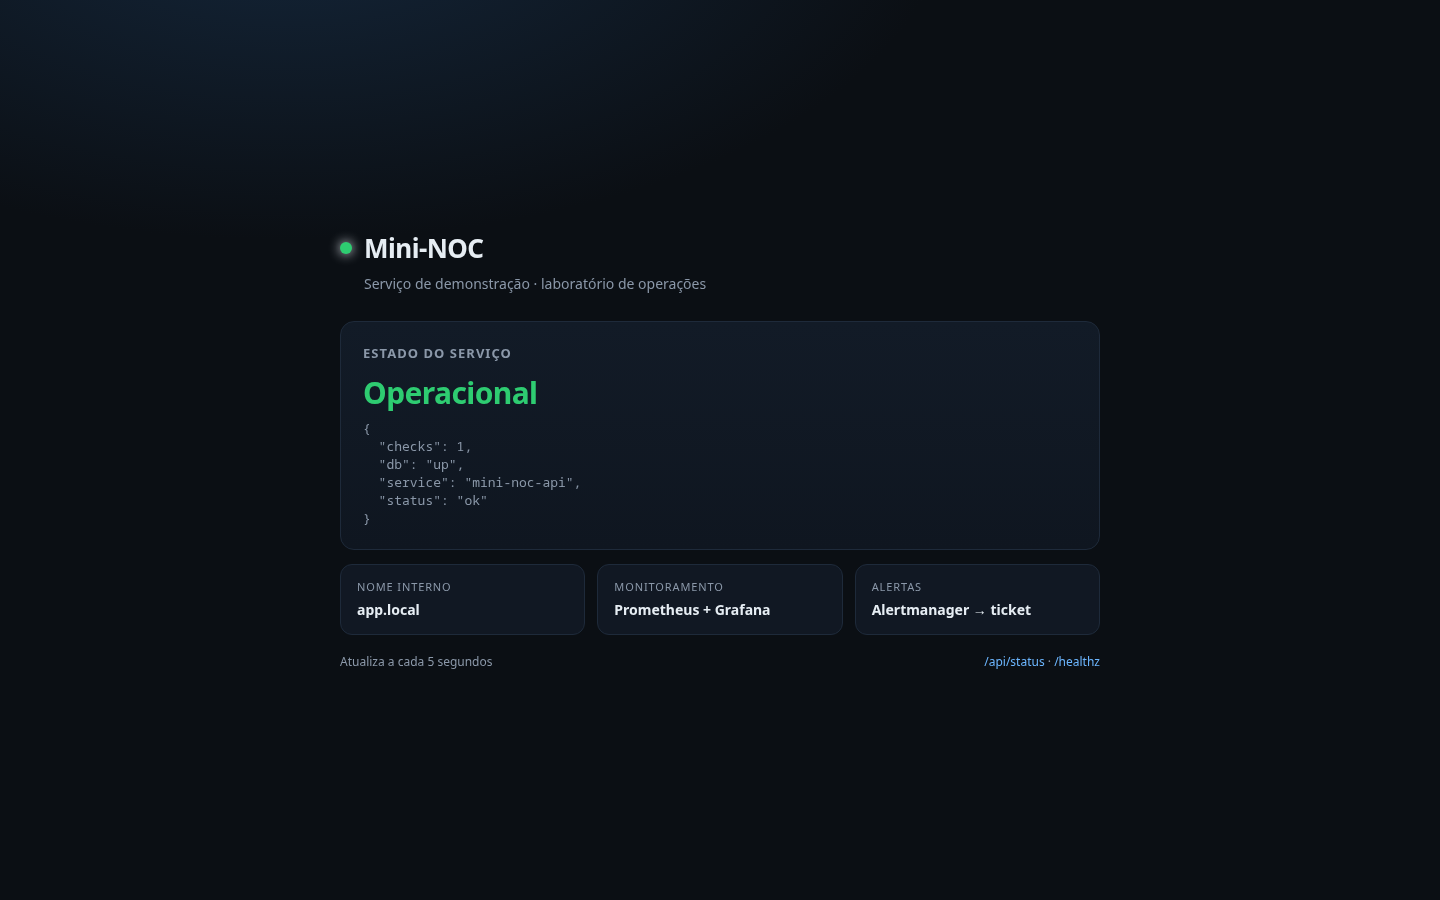 Mini-NOC
Serviço de demonstração · laboratório de operações
ESTADO DO SERVIÇO
Operacional
{
  "checks": 1,
  "db": "up",
  "service": "mini-noc-api",
  "status": "ok"
}
NOME INTERNO
app.local
MONITORAMENTO
Prometheus + Grafana
ALERTAS
Alertmanager → ticket
Atualiza a cada 5 segundos
/api/status · /healthz